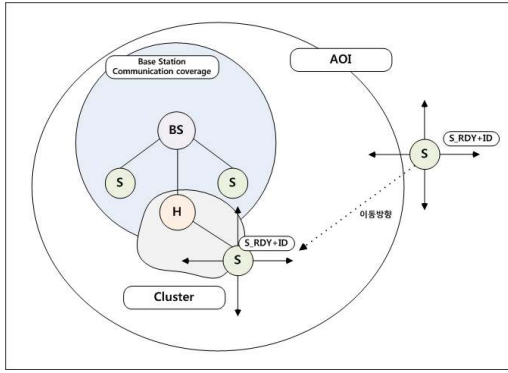 Base Station
Communication coverage
AOI
BS
S_RDY+ID
S
S
S
이동방향
H
S_RDY+ID
S
Cluster